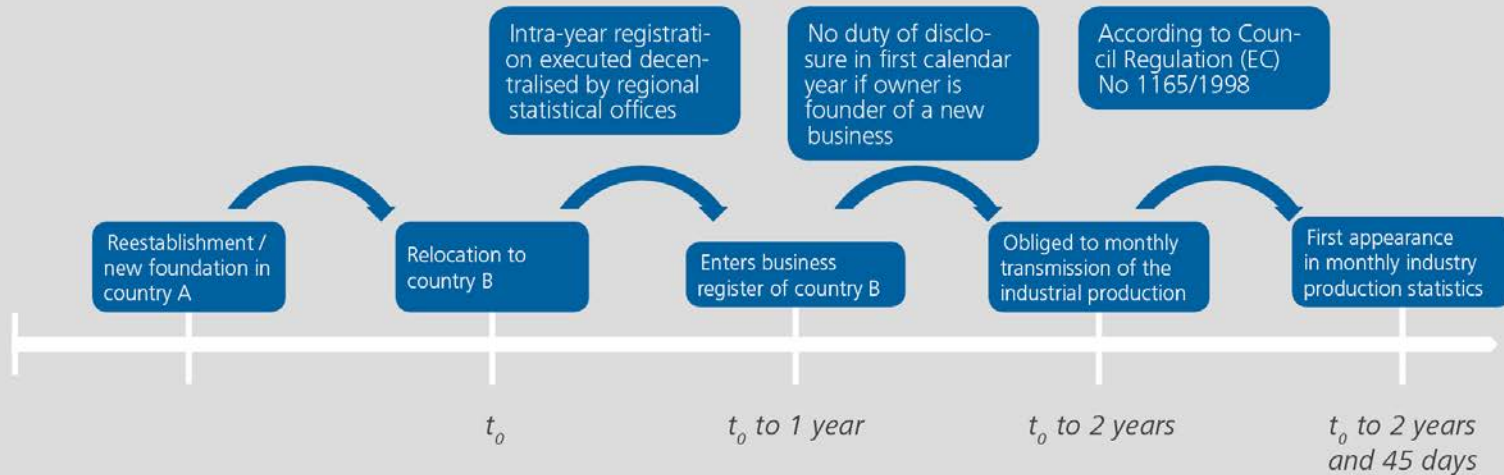 Intra-year registrati-
on executed decen-
tralised by regional
statistical offices
No duty of disclo-
sure in first calendar
year if owner is
founder of a new
business
According to Coun-
cil Regulation (EC)
No 1165/1998
Reestablishment /
new foundation in
country A
Relocation to
country B
Enters business
register of country B
Obliged to monthly
transmission of the
industrial production
First appearance
in monthly industry
production statistics
t₀
t₀ to 1 year
t₀ to 2 years
t₀ to 2 years
and 45 days